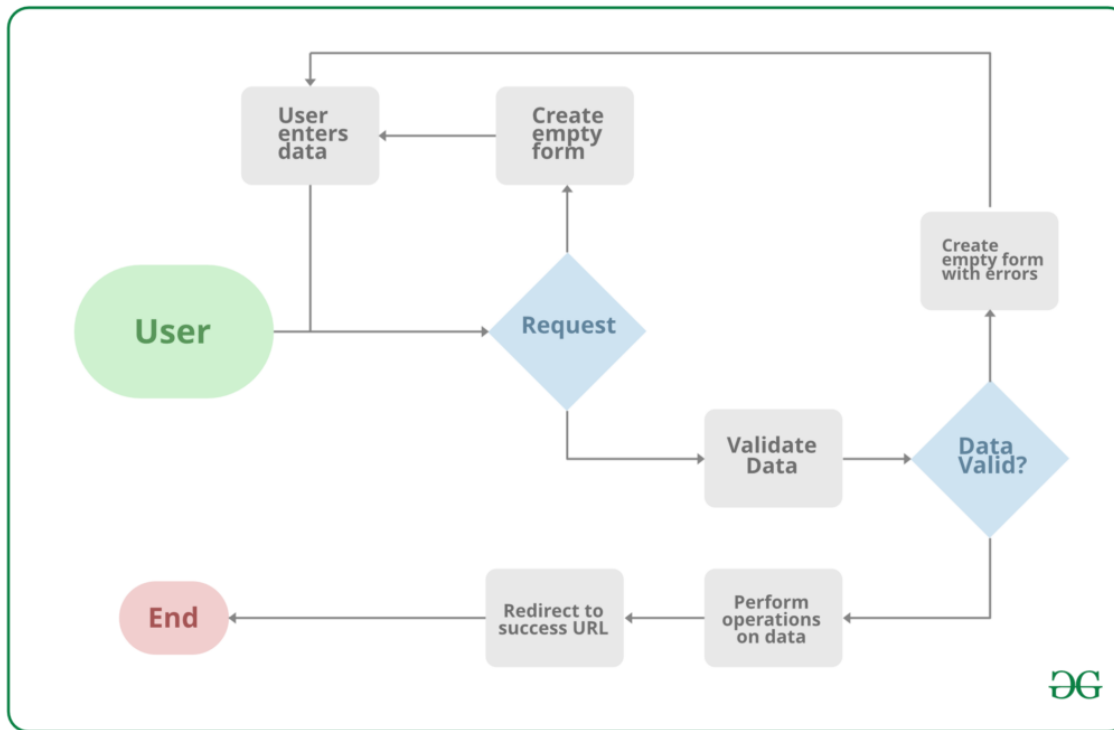 User
enters
data
Create
empty
form
Create
empty form
with errors
User
Request
Validate
Data
Data
Valid?
End
Redirect to
success URL
Perform
operations
on data